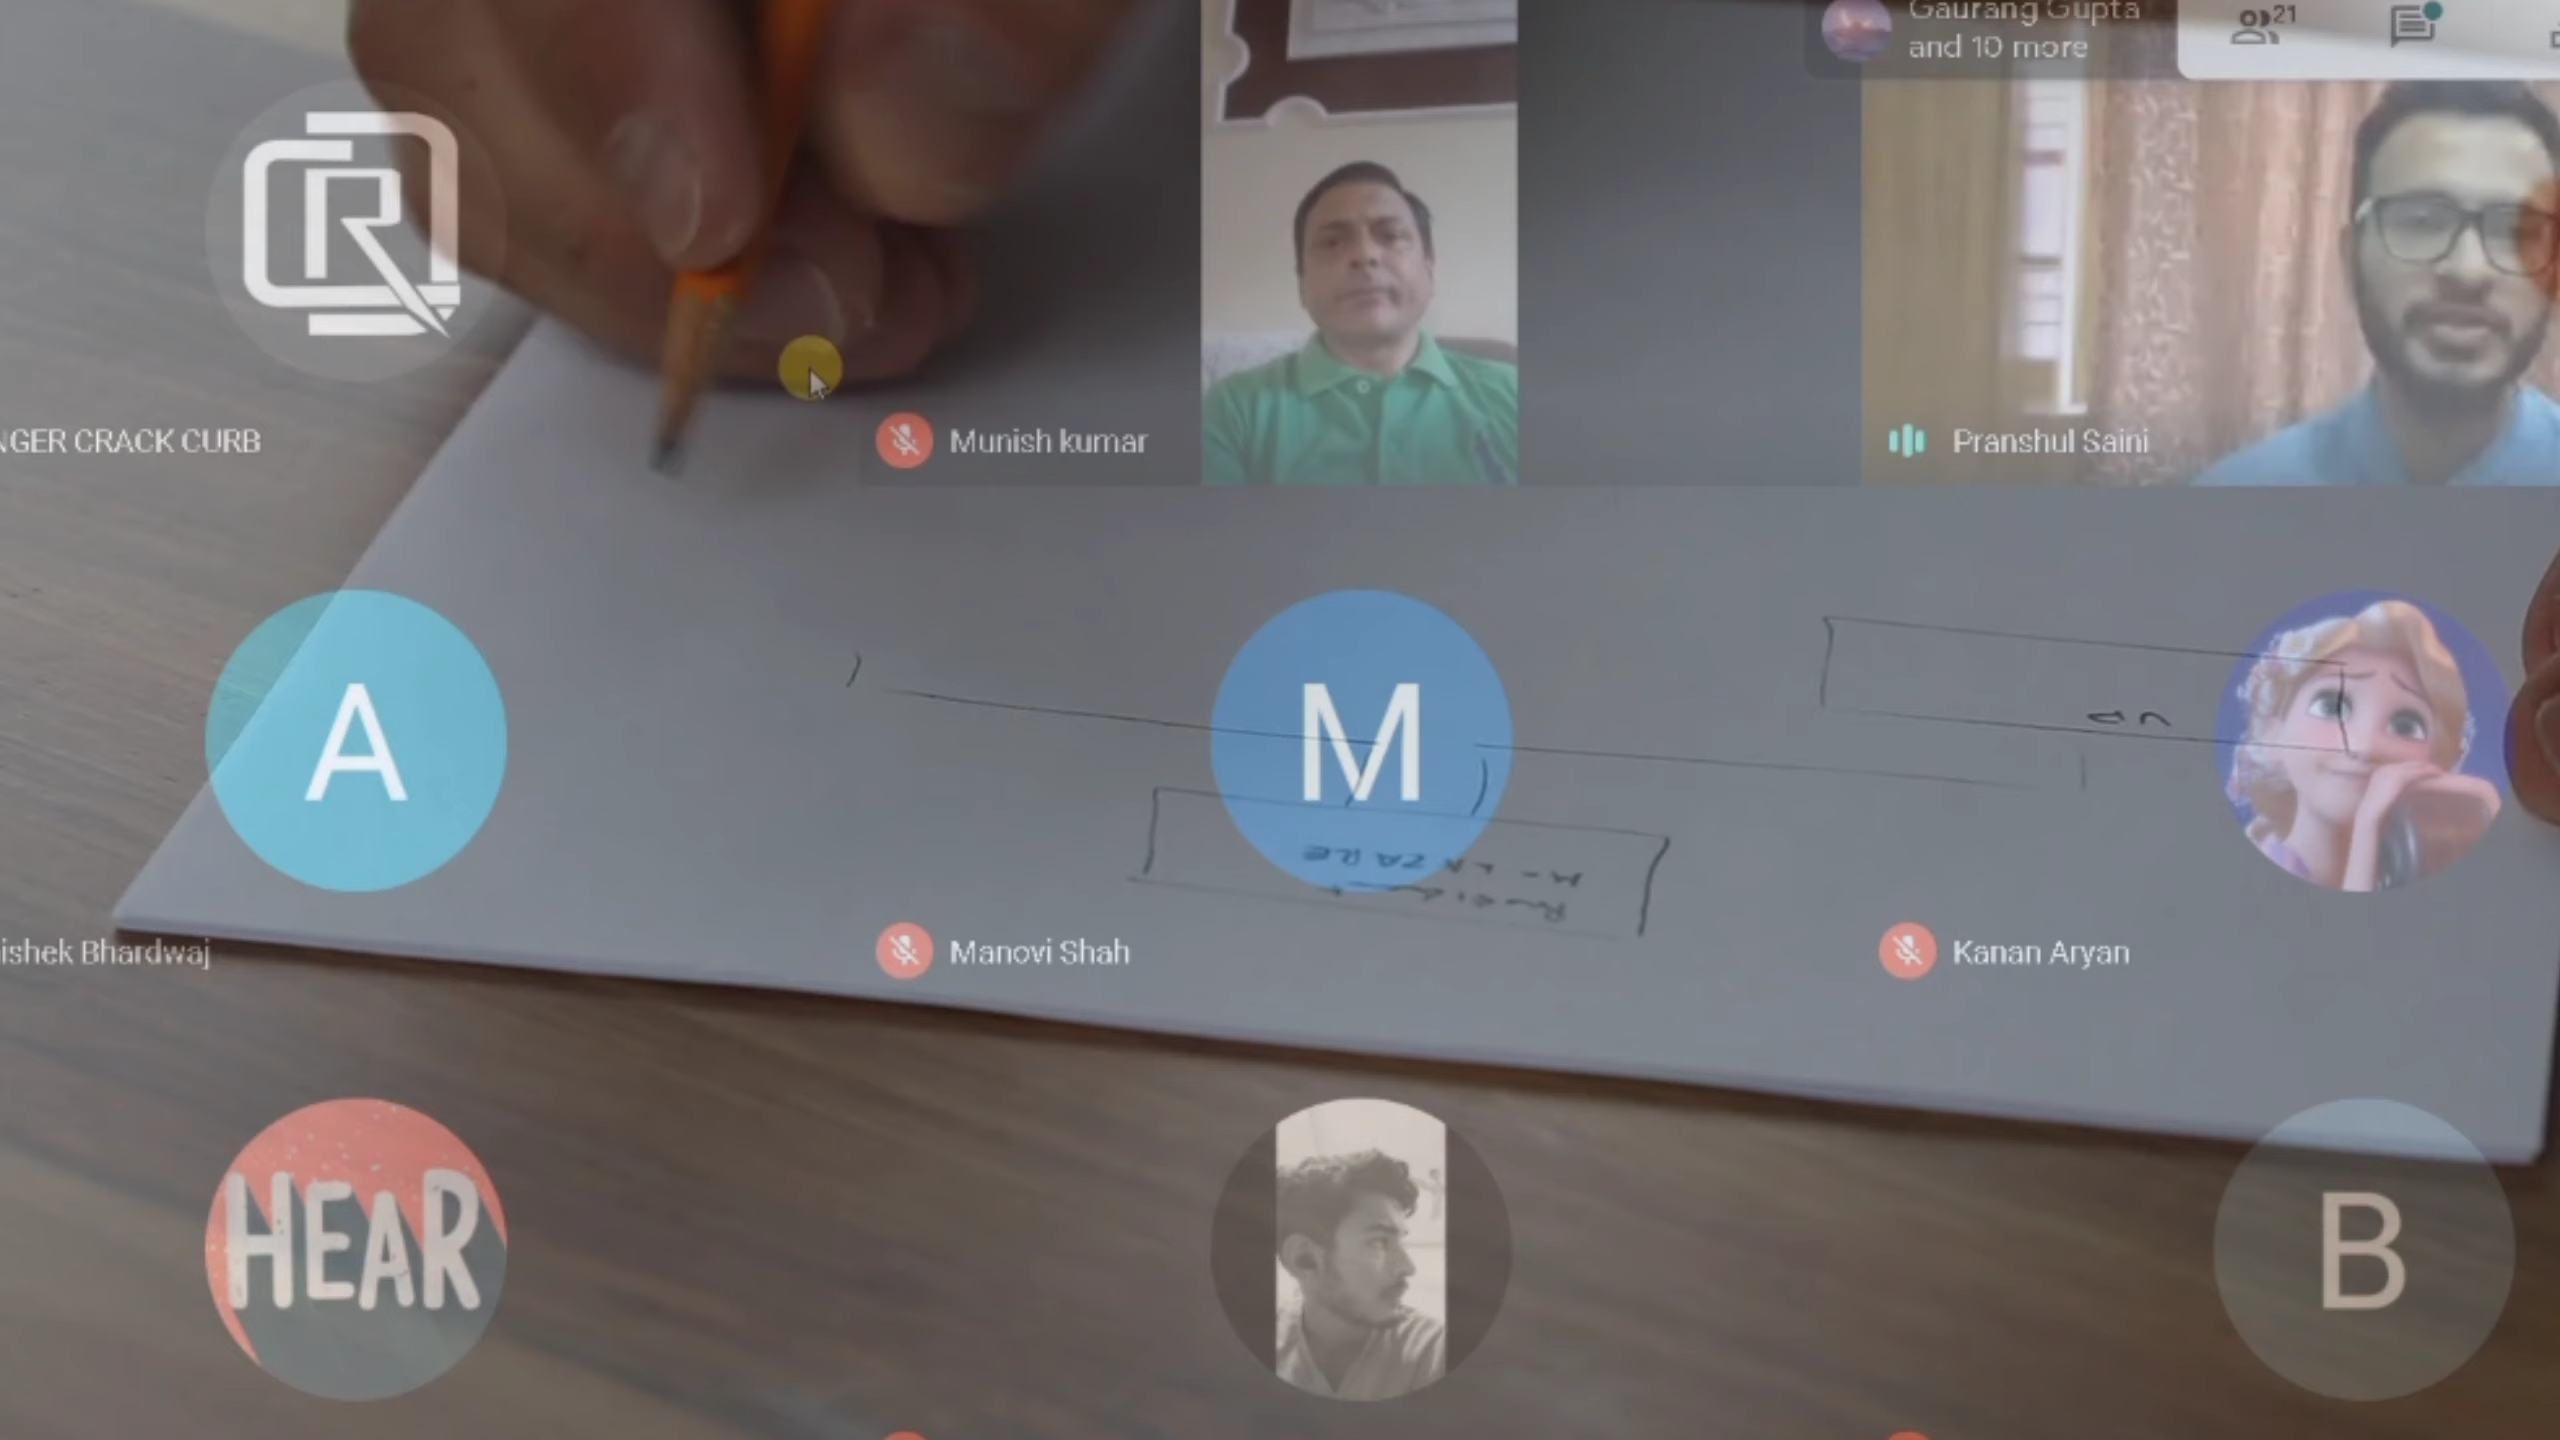 Gaurang Gupta
and 10 more
21
NGER CRACK CURB
Munish kumar
Pranshul Saini
A
M
ishek Bhardwaj
Manovi Shah
Kanan Aryan
HEAR
B